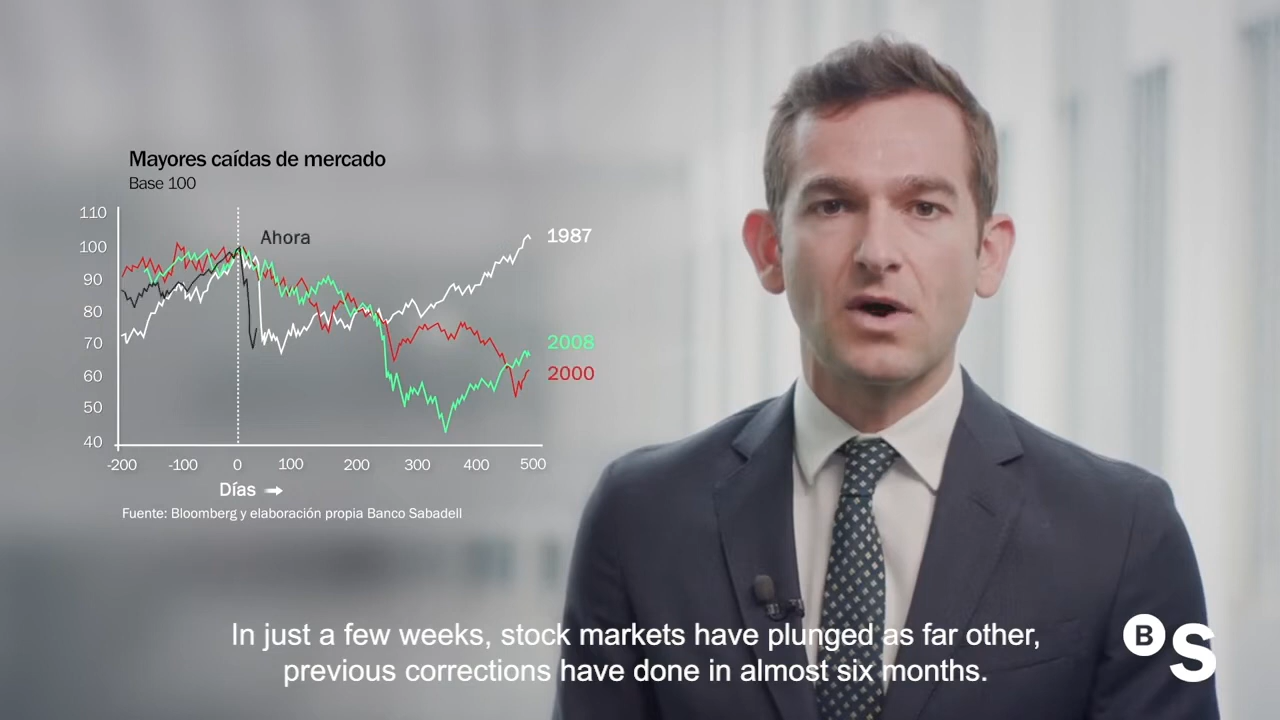 Mayores caídas de mercado
Base 100
110
100
90
80
70
60
50
40
Ahora
1987
2008
2000
-200
-100
0
100
200
300
400
500
Días
Fuente: Bloomberg y elaboración propia Banco Sabadell
In just a few weeks, stock markets have plunged as far other,
previous corrections have done in almost six months.
B S